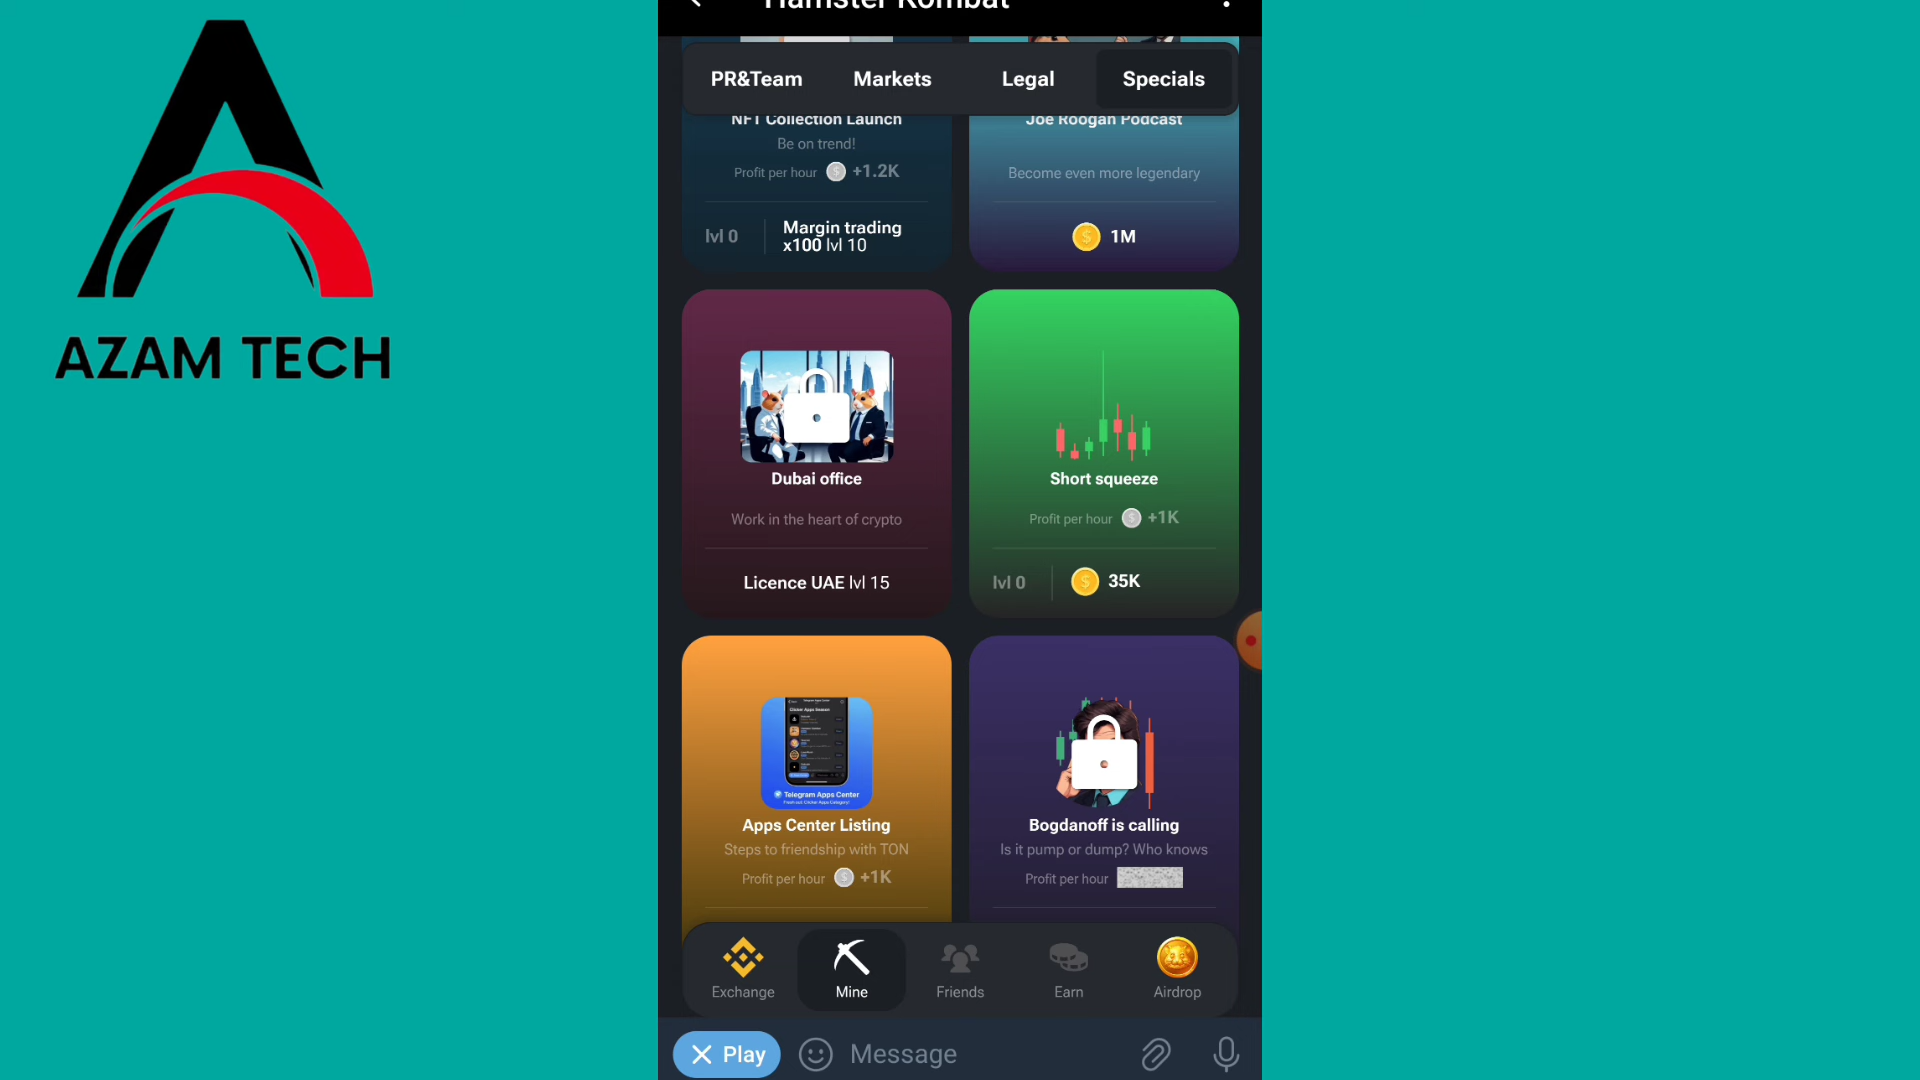 Hamster Kombat
PR&Team
Markets
Legal
Specials
NFT Collection Launch
Be on trend!
Profit per hour +1.2K
lvl 0
Margin trading
x100 lvl 10
Joe Roogan Podcast
Become even more legendary
1M
Dubai office
Work in the heart of crypto
Licence UAE lvl 15
Short squeeze
Profit per hour +1K
lvl 0
35K
Telegram Apps Center
Apps Center Listing
Steps to friendship with TON
Profit per hour +1K
Bogdanoff is calling
Is it pump or dump? Who knows
Profit per hour
Exchange
Mine
Friends
Earn
Airdrop
Play
Message
AZAM TECH